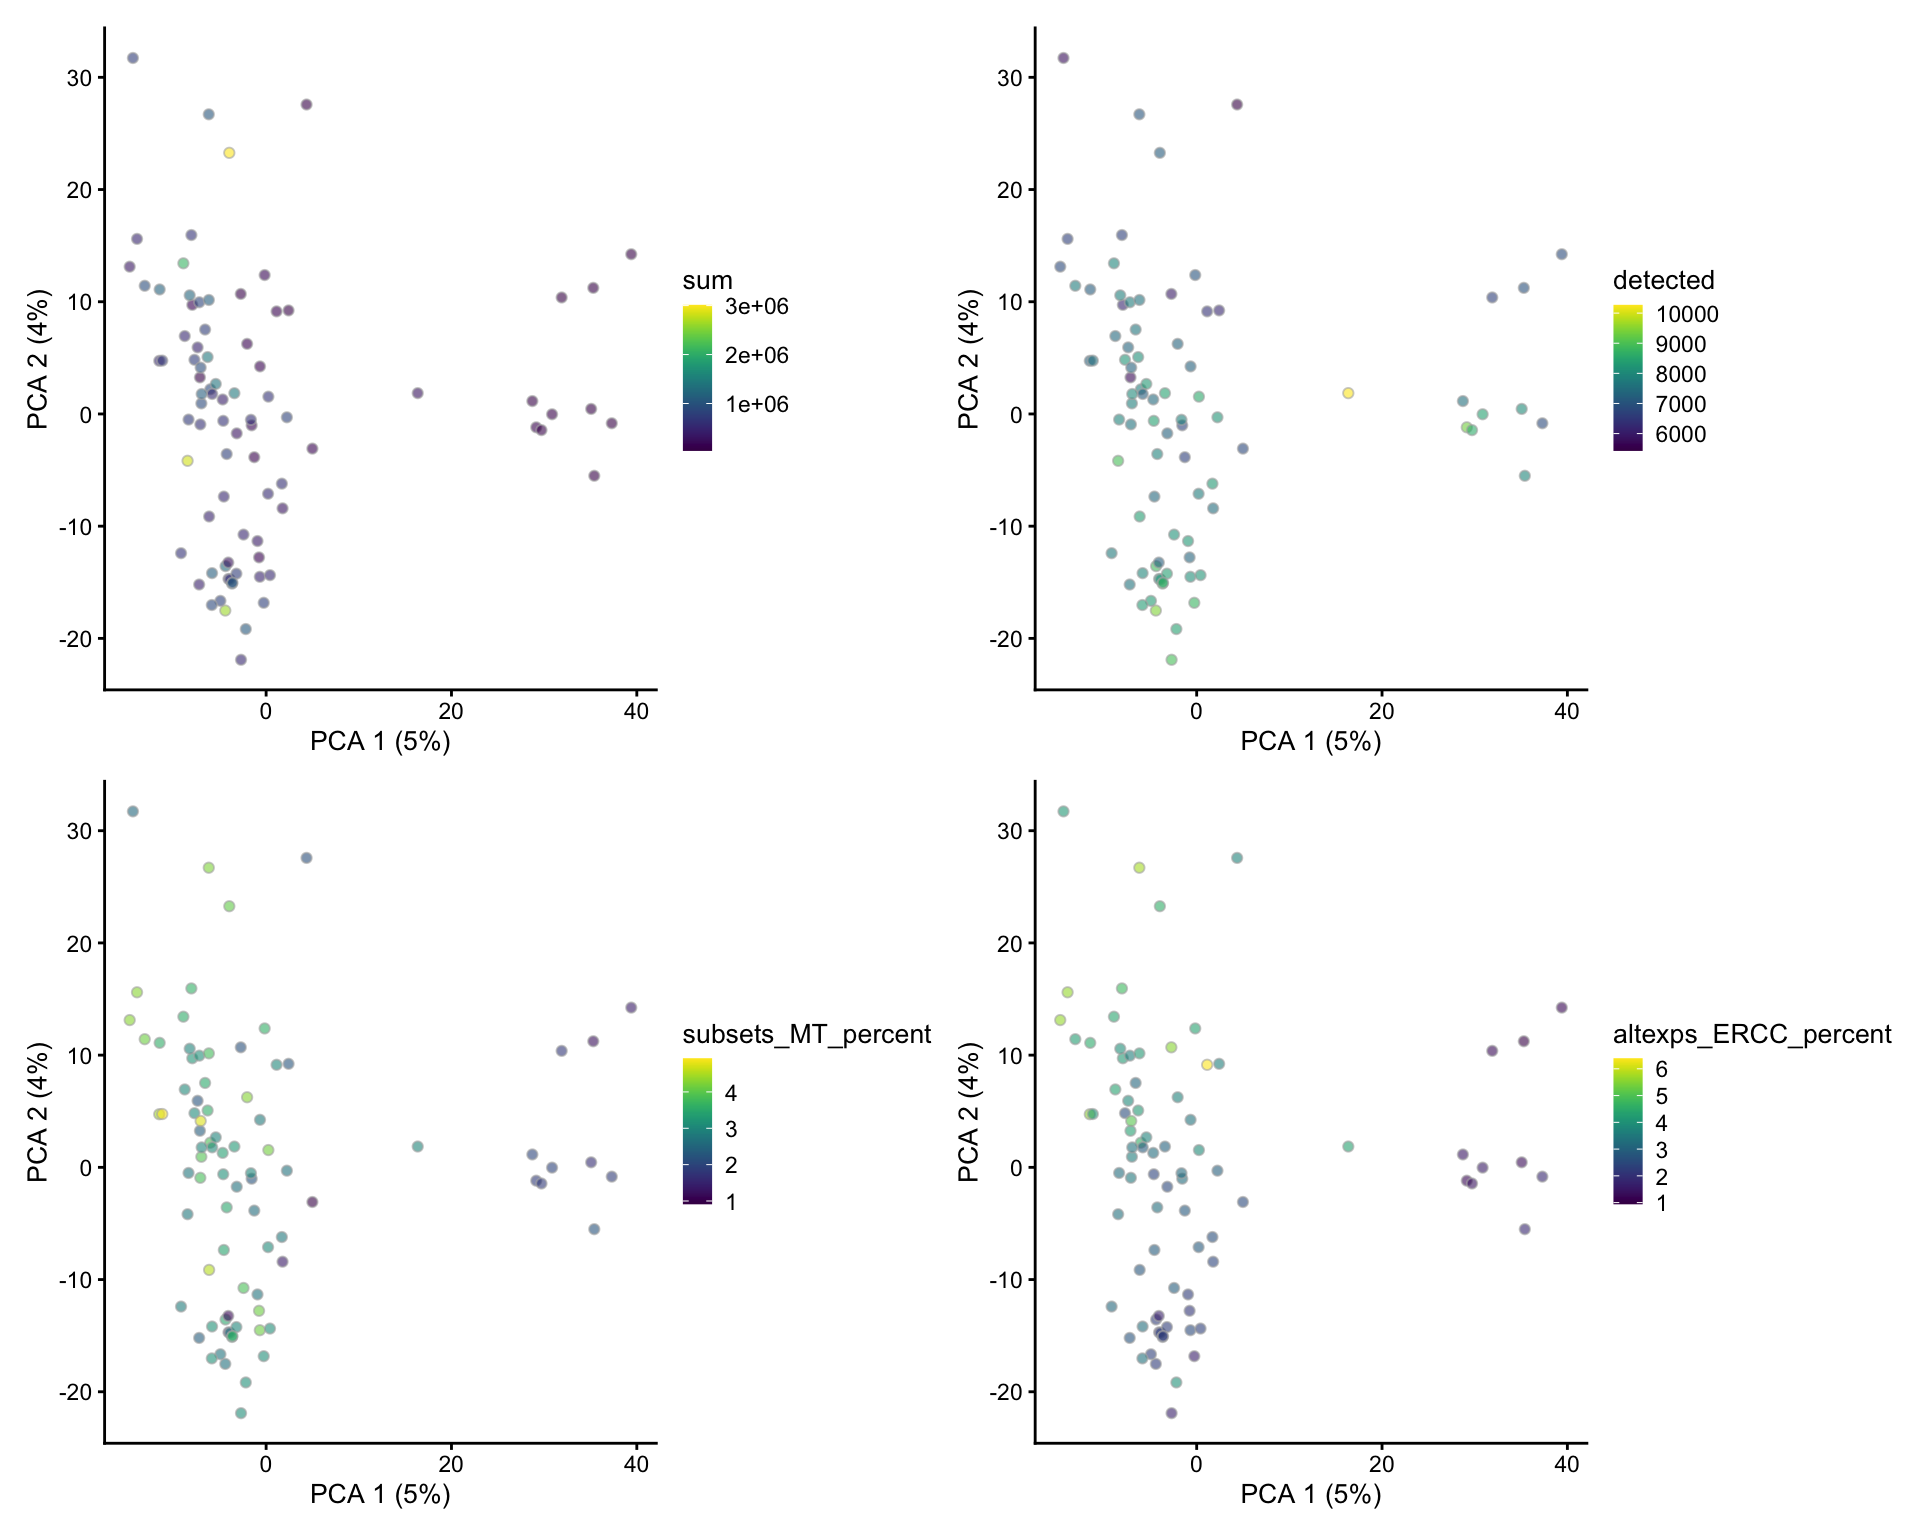 30
20
10
0
-10
-20
PCA 2 (4%)
0 20 40
PCA 1 (5%)
sum
3e+06
2e+06
1e+06
30
20
10
0
-10
-20
PCA 2 (4%)
0 20 40
PCA 1 (5%)
detected
10000
9000
8000
7000
6000
30
20
10
0
-10
-20
PCA 2 (4%)
0 20 40
PCA 1 (5%)
subsets_MT_percent
4
3
2
1
30
20
10
0
-10
-20
PCA 2 (4%)
0 20 40
PCA 1 (5%)
altexps_ERCC_percent
6
5
4
3
2
1